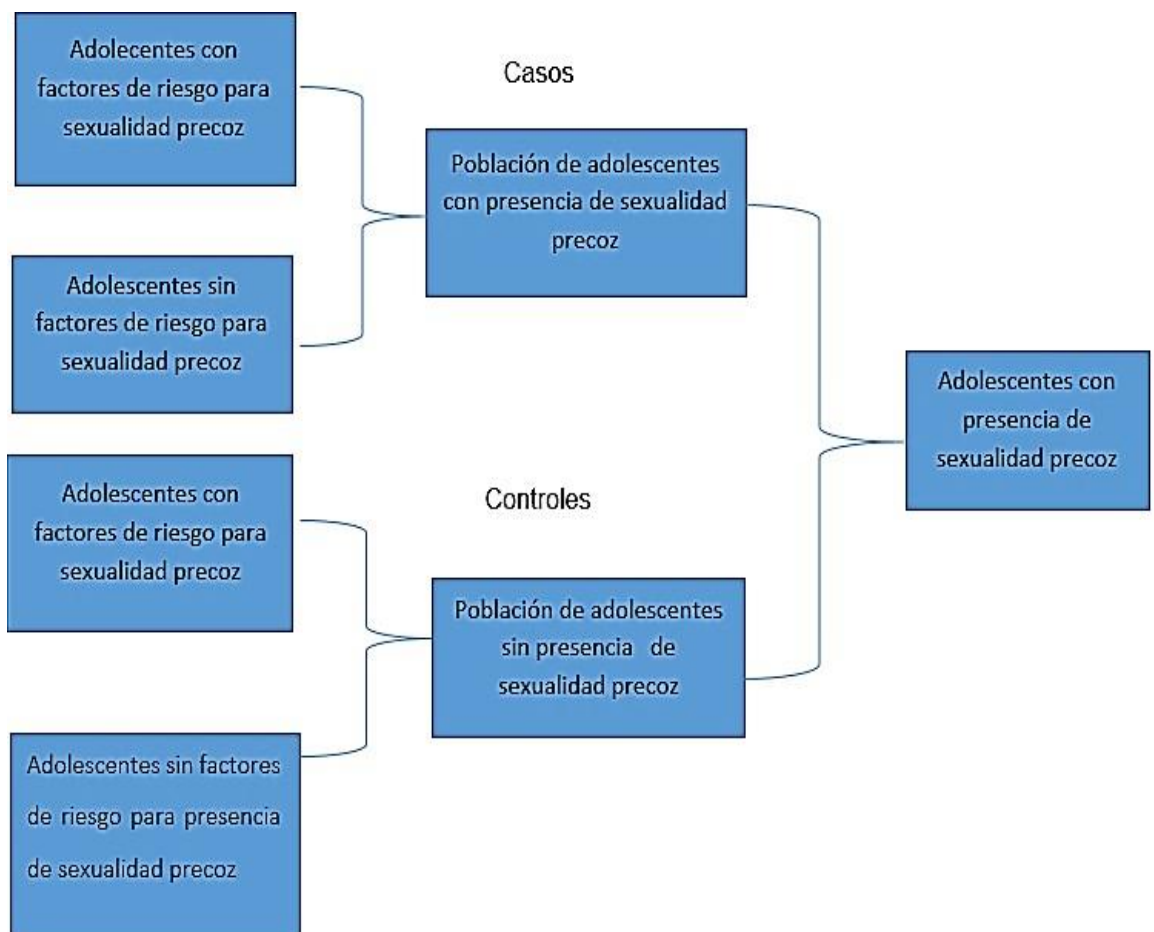 Adolecentes con
factores de riesgo para
sexualidad precoz
Casos
Población de adolescentes
con presencia de sexualidad
precoz
Adolescentes sin
factores de riesgo para
sexualidad precoz
Adolescentes con
presencia de
sexualidad precoz
Adolescentes con
factores de riesgo para
sexualidad precoz
Controles
Población de adolescentes
sin presencia de
sexualidad precoz
Adolescentes sin factores
de riesgo para presencia
de sexualidad precoz